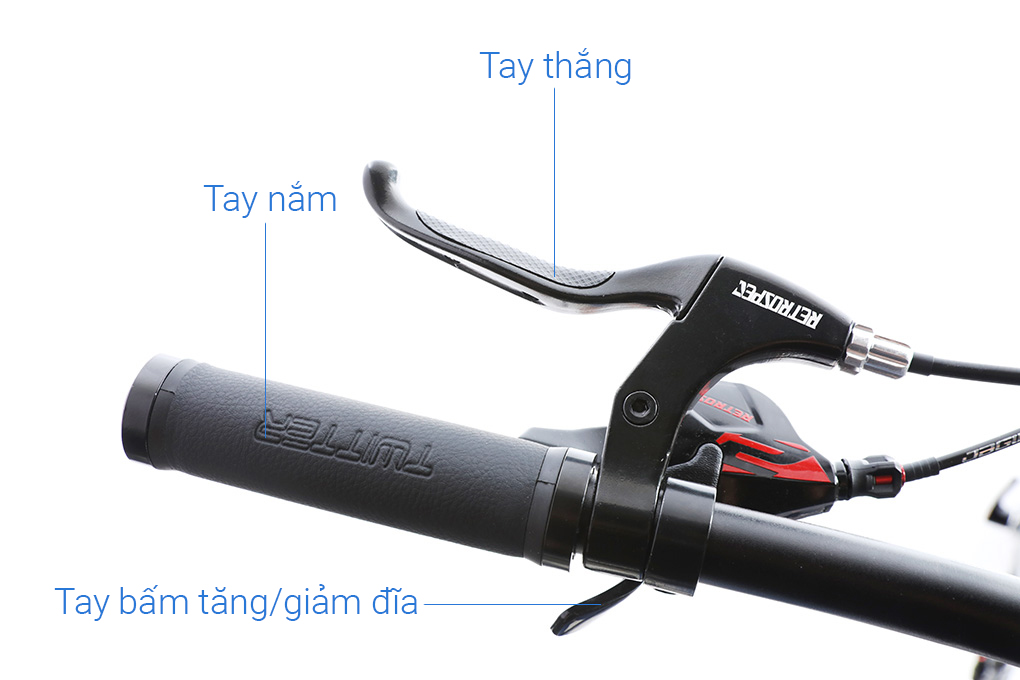 Tay thắng
Tay nắm
RETROSPEC
TWITTER
Tay bấm tăng/giảm đĩa